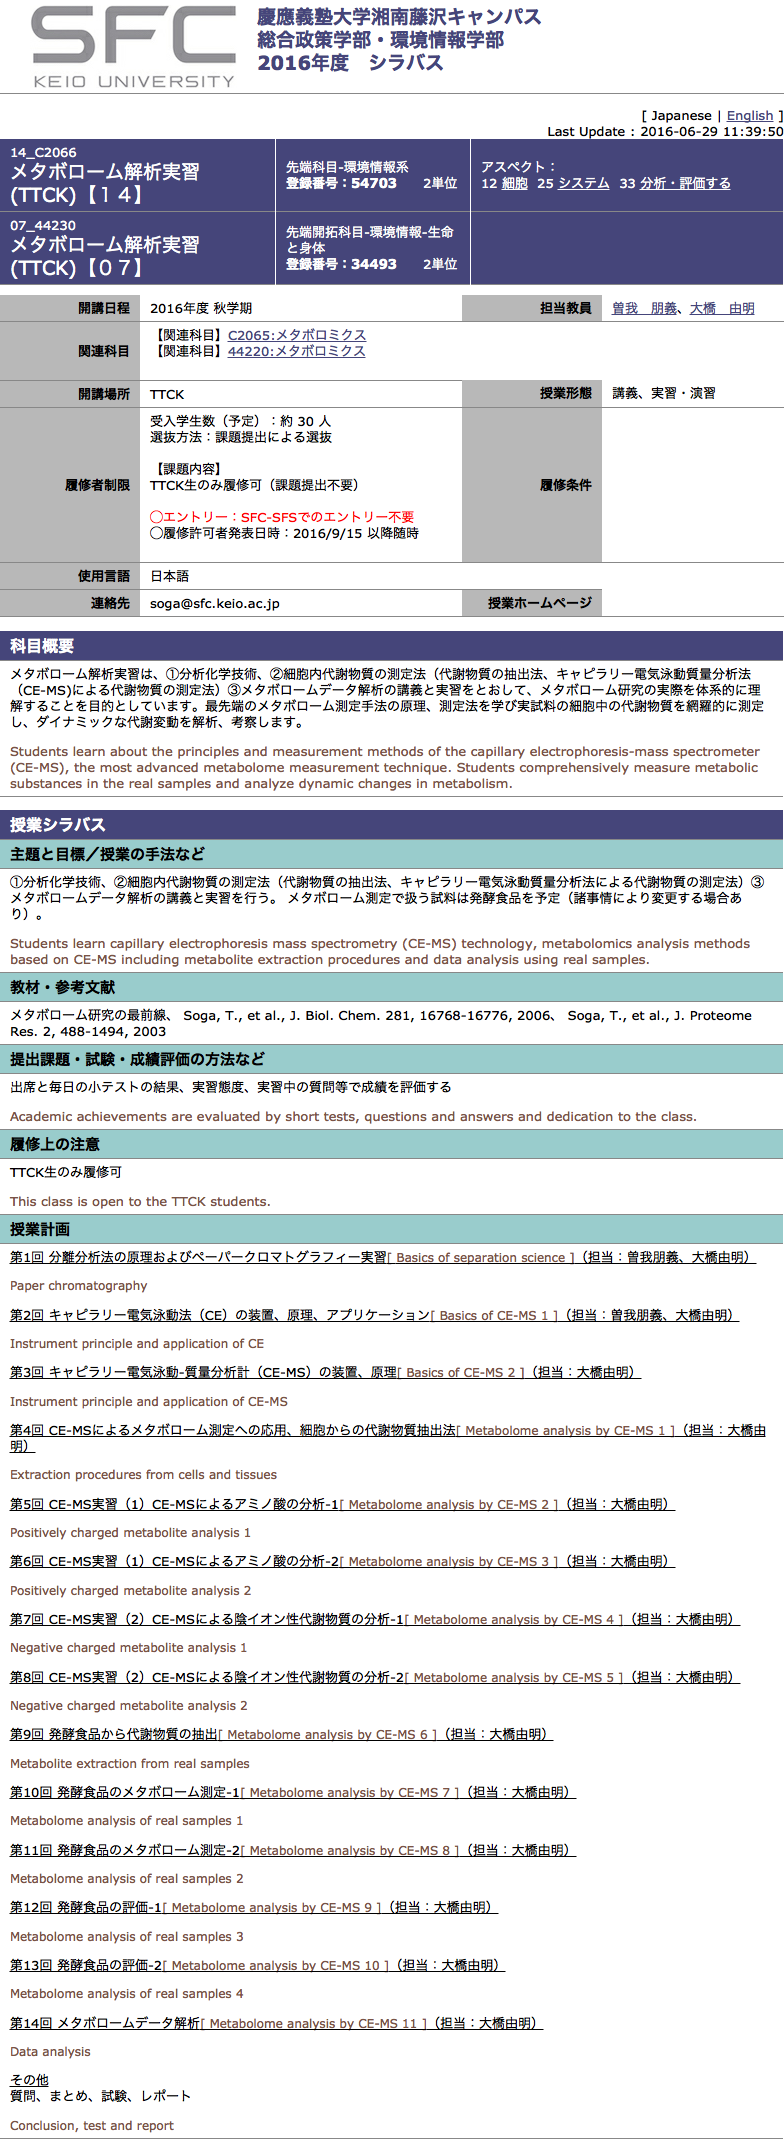 SFC
KEIO UNIVERSITY
慶應義塾大学湘南藤沢キャンパス
総合政策学部・環境情報学部
2016年度　シラバス
[ Japanese | English ]
Last Update : 2016-06-29 11:39:50
14_C2066
メタボローム解析実習
(TTCK)【１４】
先端科目-環境情報系
登録番号：54703　　2単位
アスペクト：
12 細胞 25 システム 33 分析・評価する
07_44230
メタボローム解析実習
(TTCK)【０７】
先端開拓科目-環境情報-生命
と身体
登録番号：34493　　2単位
開講日程　2016年度 秋学期　担当教員　曽我　朋義、大橋　由明
関連科目
【関連科目】C2065:メタボロミクス
【関連科目】44220:メタボロミクス
開講場所　TTCK　授業形態　講義、実習・演習
履修者制限
受入学生数（予定）：約 30 人
選抜方法：課題提出による選抜
【課題内容】
TTCK生のみ履修可（課題提出不要）
◯エントリー：SFC-SFSでのエントリー不要
◯履修許可者発表日時：2016/9/15 以降随時
履修条件
使用言語　日本語
連絡先　soga@sfc.keio.ac.jp　授業ホームページ
科目概要
メタボローム解析実習は、①分析化学技術、②細胞内代謝物質の測定法（代謝物質の抽出法、キャピラリー電気泳動質量分析法
（CE-MS)による代謝物質の測定法）③メタボロームデータ解析の講義と実習をとおして、メタボローム研究の実際を体系的に理
解することを目的としています。最先端のメタボローム測定手法の原理、測定法を学び実試料の細胞中の代謝物質を網羅的に測定
し、ダイナミックな代謝変動を解析、考察します。
Students learn about the principles and measurement methods of the capillary electrophoresis-mass spectrometer
(CE-MS), the most advanced metabolome measurement technique. Students comprehensively measure metabolic
substances in the real samples and analyze dynamic changes in metabolism.
授業シラバス
主題と目標／授業の手法など
①分析化学技術、②細胞内代謝物質の測定法（代謝物質の抽出法、キャピラリー電気泳動質量分析法による代謝物質の測定法）③
メタボロームデータ解析の講義と実習を行う。 メタボローム測定で扱う試料は発酵食品を予定（諸事情により変更する場合あ
り）。
Students learn capillary electrophoresis mass spectrometry (CE-MS) technology, metabolomics analysis methods
based on CE-MS including metabolite extraction procedures and data analysis using real samples.
教材・参考文献
メタボローム研究の最前線、 Soga, T., et al., J. Biol. Chem. 281, 16768-16776, 2006、 Soga, T., et al., J. Proteome
Res. 2, 488-1494, 2003
提出課題・試験・成績評価の方法など
出席と毎日の小テストの結果、実習態度、実習中の質問等で成績を評価する
Academic achievements are evaluated by short tests, questions and answers and dedication to the class.
履修上の注意
TTCK生のみ履修可
This class is open to the TTCK students.
授業計画
第1回 分離分析法の原理およびペーパークロマトグラフィー実習[ Basics of separation science ]（担当：曽我朋義、大橋由明）
Paper chromatography
第2回 キャピラリー電気泳動法（CE）の装置、原理、アプリケーション[ Basics of CE-MS 1 ]（担当：曽我朋義、大橋由明）
Instrument principle and application of CE
第3回 キャピラリー電気泳動-質量分析計（CE-MS）の装置、原理[ Basics of CE-MS 2 ]（担当：大橋由明）
Instrument principle and application of CE-MS
第4回 CE-MSによるメタボローム測定への応用、細胞からの代謝物質抽出法[ Metabolome analysis by CE-MS 1 ]（担当：大橋由
明）
Extraction procedures from cells and tissues
第5回 CE-MS実習（1）CE-MSによるアミノ酸の分析-1[ Metabolome analysis by CE-MS 2 ]（担当：大橋由明）
Positively charged metabolite analysis 1
第6回 CE-MS実習（1）CE-MSによるアミノ酸の分析-2[ Metabolome analysis by CE-MS 3 ]（担当：大橋由明）
Positively charged metabolite analysis 2
第7回 CE-MS実習（2）CE-MSによる陰イオン性代謝物質の分析-1[ Metabolome analysis by CE-MS 4 ]（担当：大橋由明）
Negative charged metabolite analysis 1
第8回 CE-MS実習（2）CE-MSによる陰イオン性代謝物質の分析-2[ Metabolome analysis by CE-MS 5 ]（担当：大橋由明）
Negative charged metabolite analysis 2
第9回 発酵食品から代謝物質の抽出[ Metabolome analysis by CE-MS 6 ]（担当：大橋由明）
Metabolite extraction from real samples
第10回 発酵食品のメタボローム測定-1[ Metabolome analysis by CE-MS 7 ]（担当：大橋由明）
Metabolome analysis of real samples 1
第11回 発酵食品のメタボローム測定-2[ Metabolome analysis by CE-MS 8 ]（担当：大橋由明）
Metabolome analysis of real samples 2
第12回 発酵食品の評価-1[ Metabolome analysis by CE-MS 9 ]（担当：大橋由明）
Metabolome analysis of real samples 3
第13回 発酵食品の評価-2[ Metabolome analysis by CE-MS 10 ]（担当：大橋由明）
Metabolome analysis of real samples 4
第14回 メタボロームデータ解析[ Metabolome analysis by CE-MS 11 ]（担当：大橋由明）
Data analysis
その他
質問、まとめ、試験、レポート
Conclusion, test and report